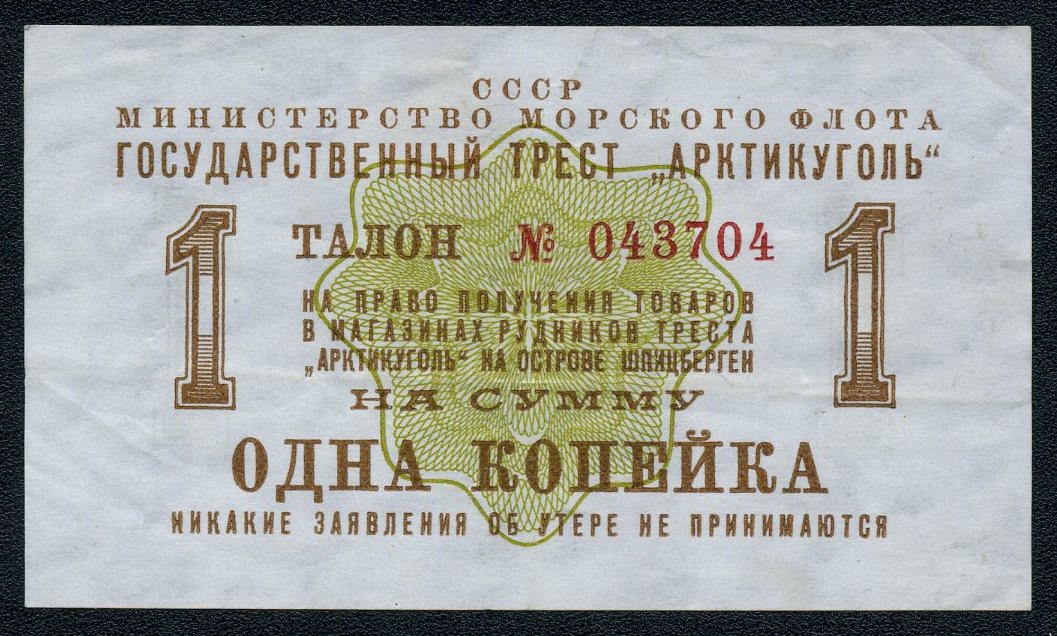 СССР
МИНИСТЕРСТВО МОРСКОГО ФЛОТА
ГОСУДАРСТВЕННЫЙ ТРЕСТ „АРКТИКУГОЛЬ“
1 ТАЛОН № 043704 1
НА ПРАВО ПОЛУЧЕНИЯ ТОВАРОВ
В МАГАЗИНАХ РУДНИКОВ ТРЕСТА
„АРКТИКУГОЛЬ“ НА ОСТРОВЕ ШПИЦБЕРГЕН
НА СУММУ
ОДНА КОПЕЙКА
НИКАКИЕ ЗАЯВЛЕНИЯ ОБ УТЕРЕ НЕ ПРИНИМАЮТСЯ